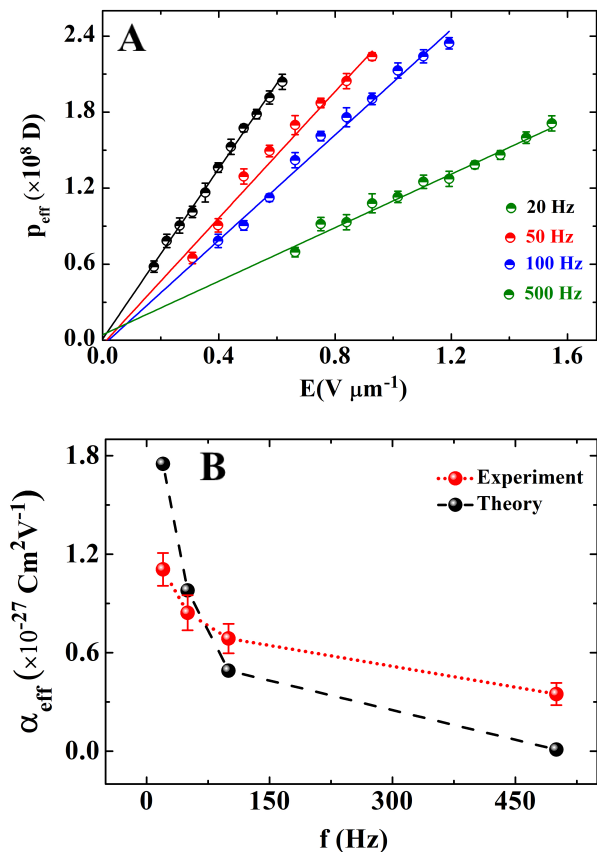 A
2.4
1.8
1.2
0.6
0.0
p_eff (×10^8 D)
20 Hz
50 Hz
100 Hz
500 Hz
0.0 0.4 0.8 1.2 1.6
E(V μm^-1)
B
1.8
1.2
0.6
0.0
α_eff (×10^-27 Cm^2V^-1)
Experiment
Theory
0 150 300 450
f (Hz)